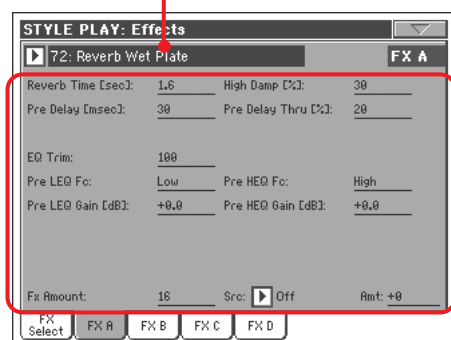 STYLE PLAY: Effects
72: Reverb Wet Plate FX A
Reverb Time [sec]: 1.6 High Damp [%]: 30
Pre Delay [msec]: 30 Pre Delay Thru [%]: 20
EQ Trim: 100
Pre LEQ Fc: Low Pre HEQ Fc: High
Pre LEQ Gain [dB]: +0.0 Pre HEQ Gain [dB]: +0.0
Fx Amount: 16 Src: Off Amt: +0
FX Select FX A FX B FX C FX D